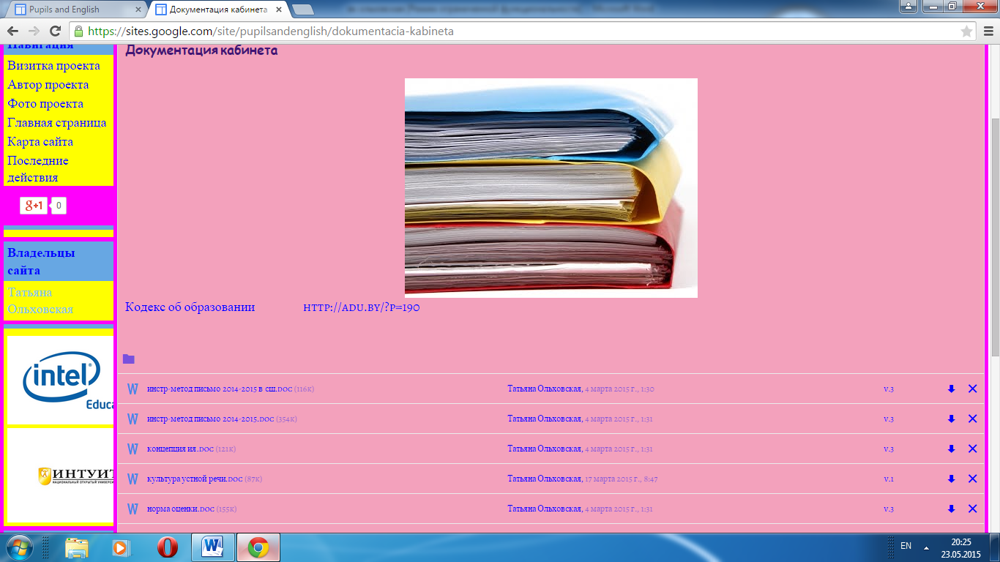 Pupils and English
Документация кабинета
https://sites.google.com/site/pupilsandenglish/dokumentacia-kabineta
Навигация
Визитка проекта
Автор проекта
Фото проекта
Главная страница
Карта сайта
Последние
действия
g+1 0
Владельцы
сайта
Татьяна
Ольховская
intel
Educa
ИНТУИТ
НАЦИОНАЛЬНЫЙ ОТКРЫТЫЙ УНИВЕРС
Документация кабинета
Кодекс об образовании HTTP://ADU.BY/?P=190
инстр-метод письмо 2014-2015 в сш.DOC (116K) Татьяна Ольховская, 4 марта 2015 г., 1:30 v.3
инстр-метод письмо 2014-2015.DOC (354K) Татьяна Ольховская, 4 марта 2015 г., 1:31 v.3
концепция ия.DOC (121K) Татьяна Ольховская, 4 марта 2015 г., 1:31 v.3
культура устной речи.DOC (87K) Татьяна Ольховская, 17 марта 2015 г., 8:47 v.1
норма оценки.DOC (155K) Татьяна Ольховская, 4 марта 2015 г., 1:31 v.3
EN
20:25
23.05.2015